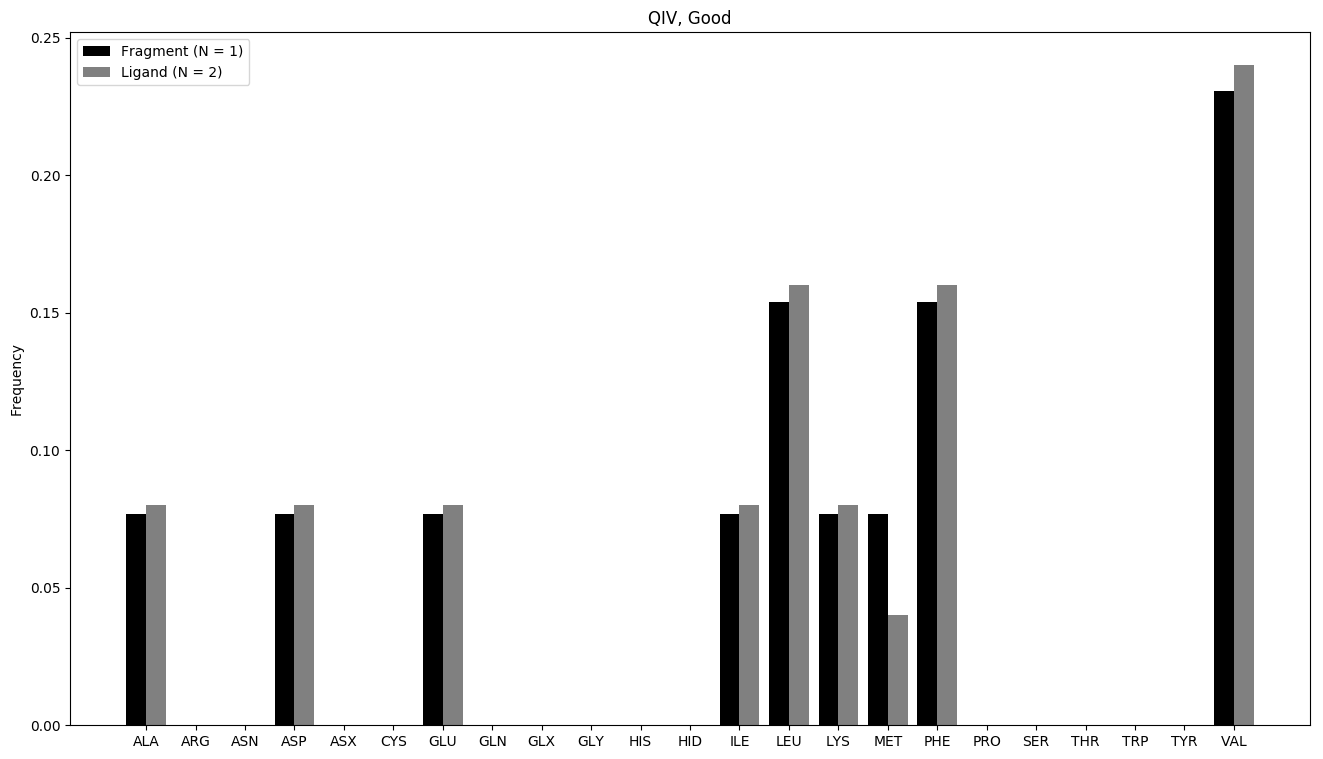 QIV, Good
Fragment (N = 1)
Ligand (N = 2)
Frequency
0.25
0.20
0.15
0.10
0.05
0.00
ALA ARG ASN ASP ASX CYS GLU GLN GLX GLY HIS HID ILE LEU LYS MET PHE PRO SER THR TRP TYR VAL